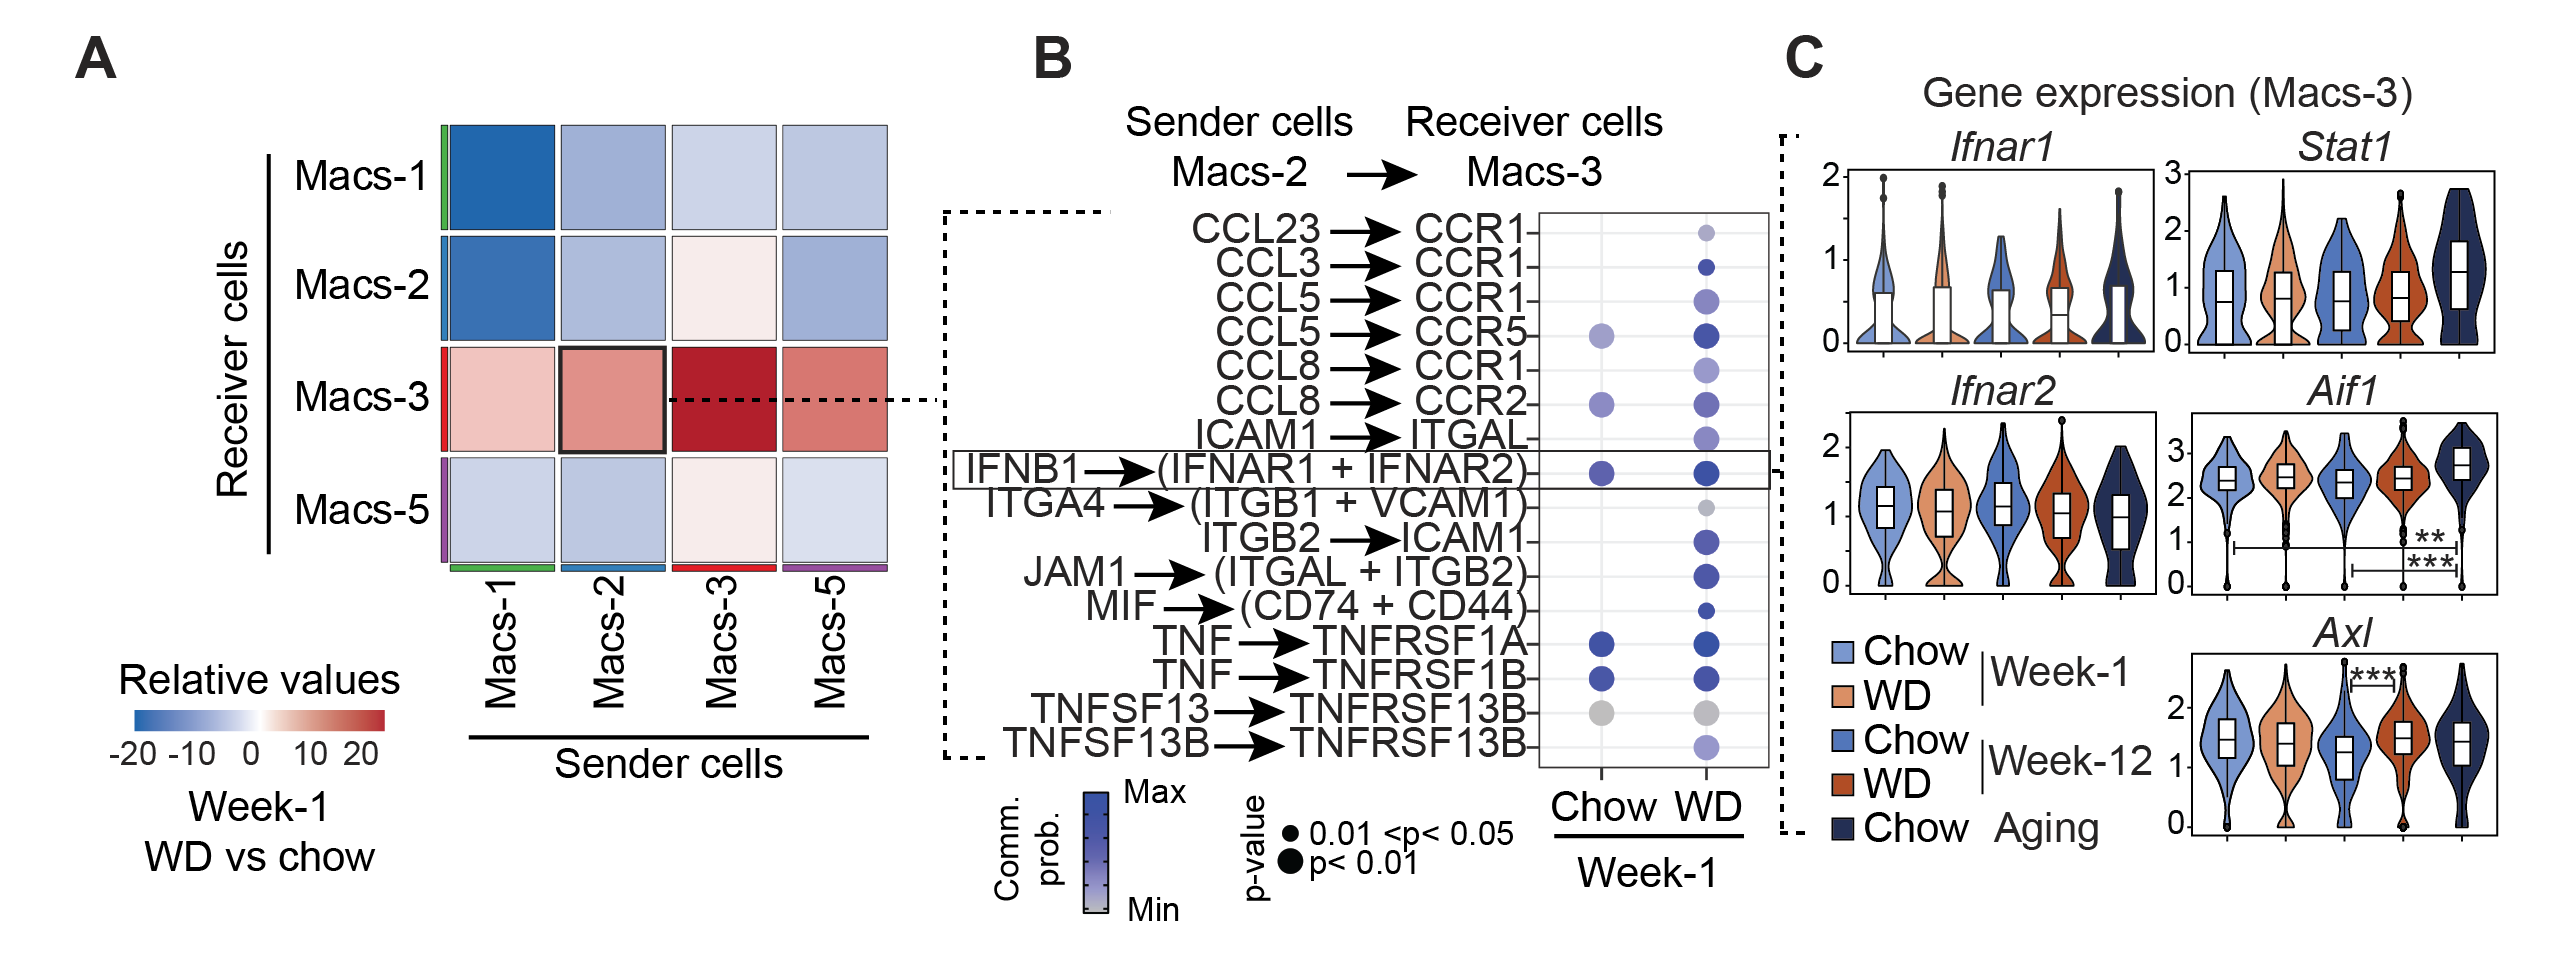 A
Receiver cells
Macs-1
Macs-2
Macs-3
Macs-5
Macs-1
Macs-2
Macs-3
Macs-5
Sender cells
Relative values
-20 -10 0 10 20
Week-1
WD vs chow
B
Sender cells Receiver cells
Macs-2 Macs-3
CCL23 CCR1
CCL3 CCR1
CCL5 CCR1
CCL5 CCR5
CCL8 CCR1
CCL8 CCR2
ICAM1 ITGAL
IFNB1 (IFNAR1 + IFNAR2)
ITGA4 (ITGB1 + VCAM1)
ITGB2 ICAM1
JAM1 (ITGAL + ITGB2)
MIF (CD74 + CD44)
TNF TNFRSF1A
TNF TNFRSF1B
TNFSF13 TNFRSF13B
TNFSF13B TNFRSF13B
Comm. prob.
Max
Min
p-value
0.01 <p< 0.05
p< 0.01
Chow WD
Week-1
C
Gene expression (Macs-3)
Ifnar1
2
1
0
Stat1
3
2
1
0
Ifnar2
2
1
0
Aif1
3
2
1
0
**
***
Axl
2
1
0
***
Chow
WD
Week-1
Chow
WD
Week-12
Chow Aging